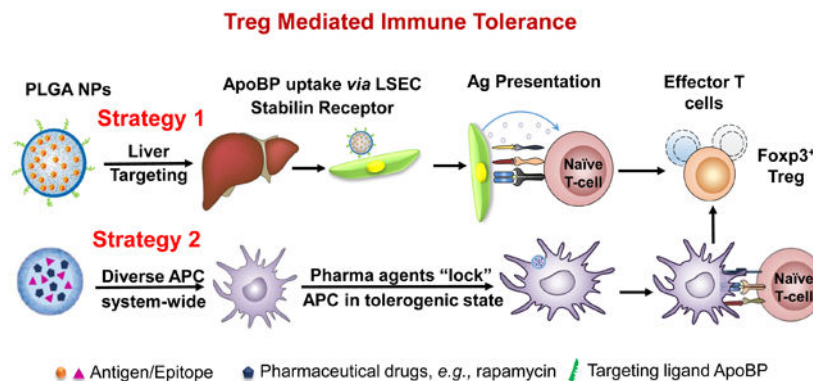 Treg Mediated Immune Tolerance
PLGA NPs
ApoBP uptake via LSEC
Stabilin Receptor
Ag Presentation
Effector T
cells
Strategy 1
Liver
Targeting
Naïve
T-cell
Foxp3⁺
Treg
Strategy 2
Diverse APC
system-wide
Pharma agents “lock”
APC in tolerogenic state
Naïve
T-cell
Antigen/Epitope
Pharmaceutical drugs, e.g., rapamycin
Targeting ligand ApoBP